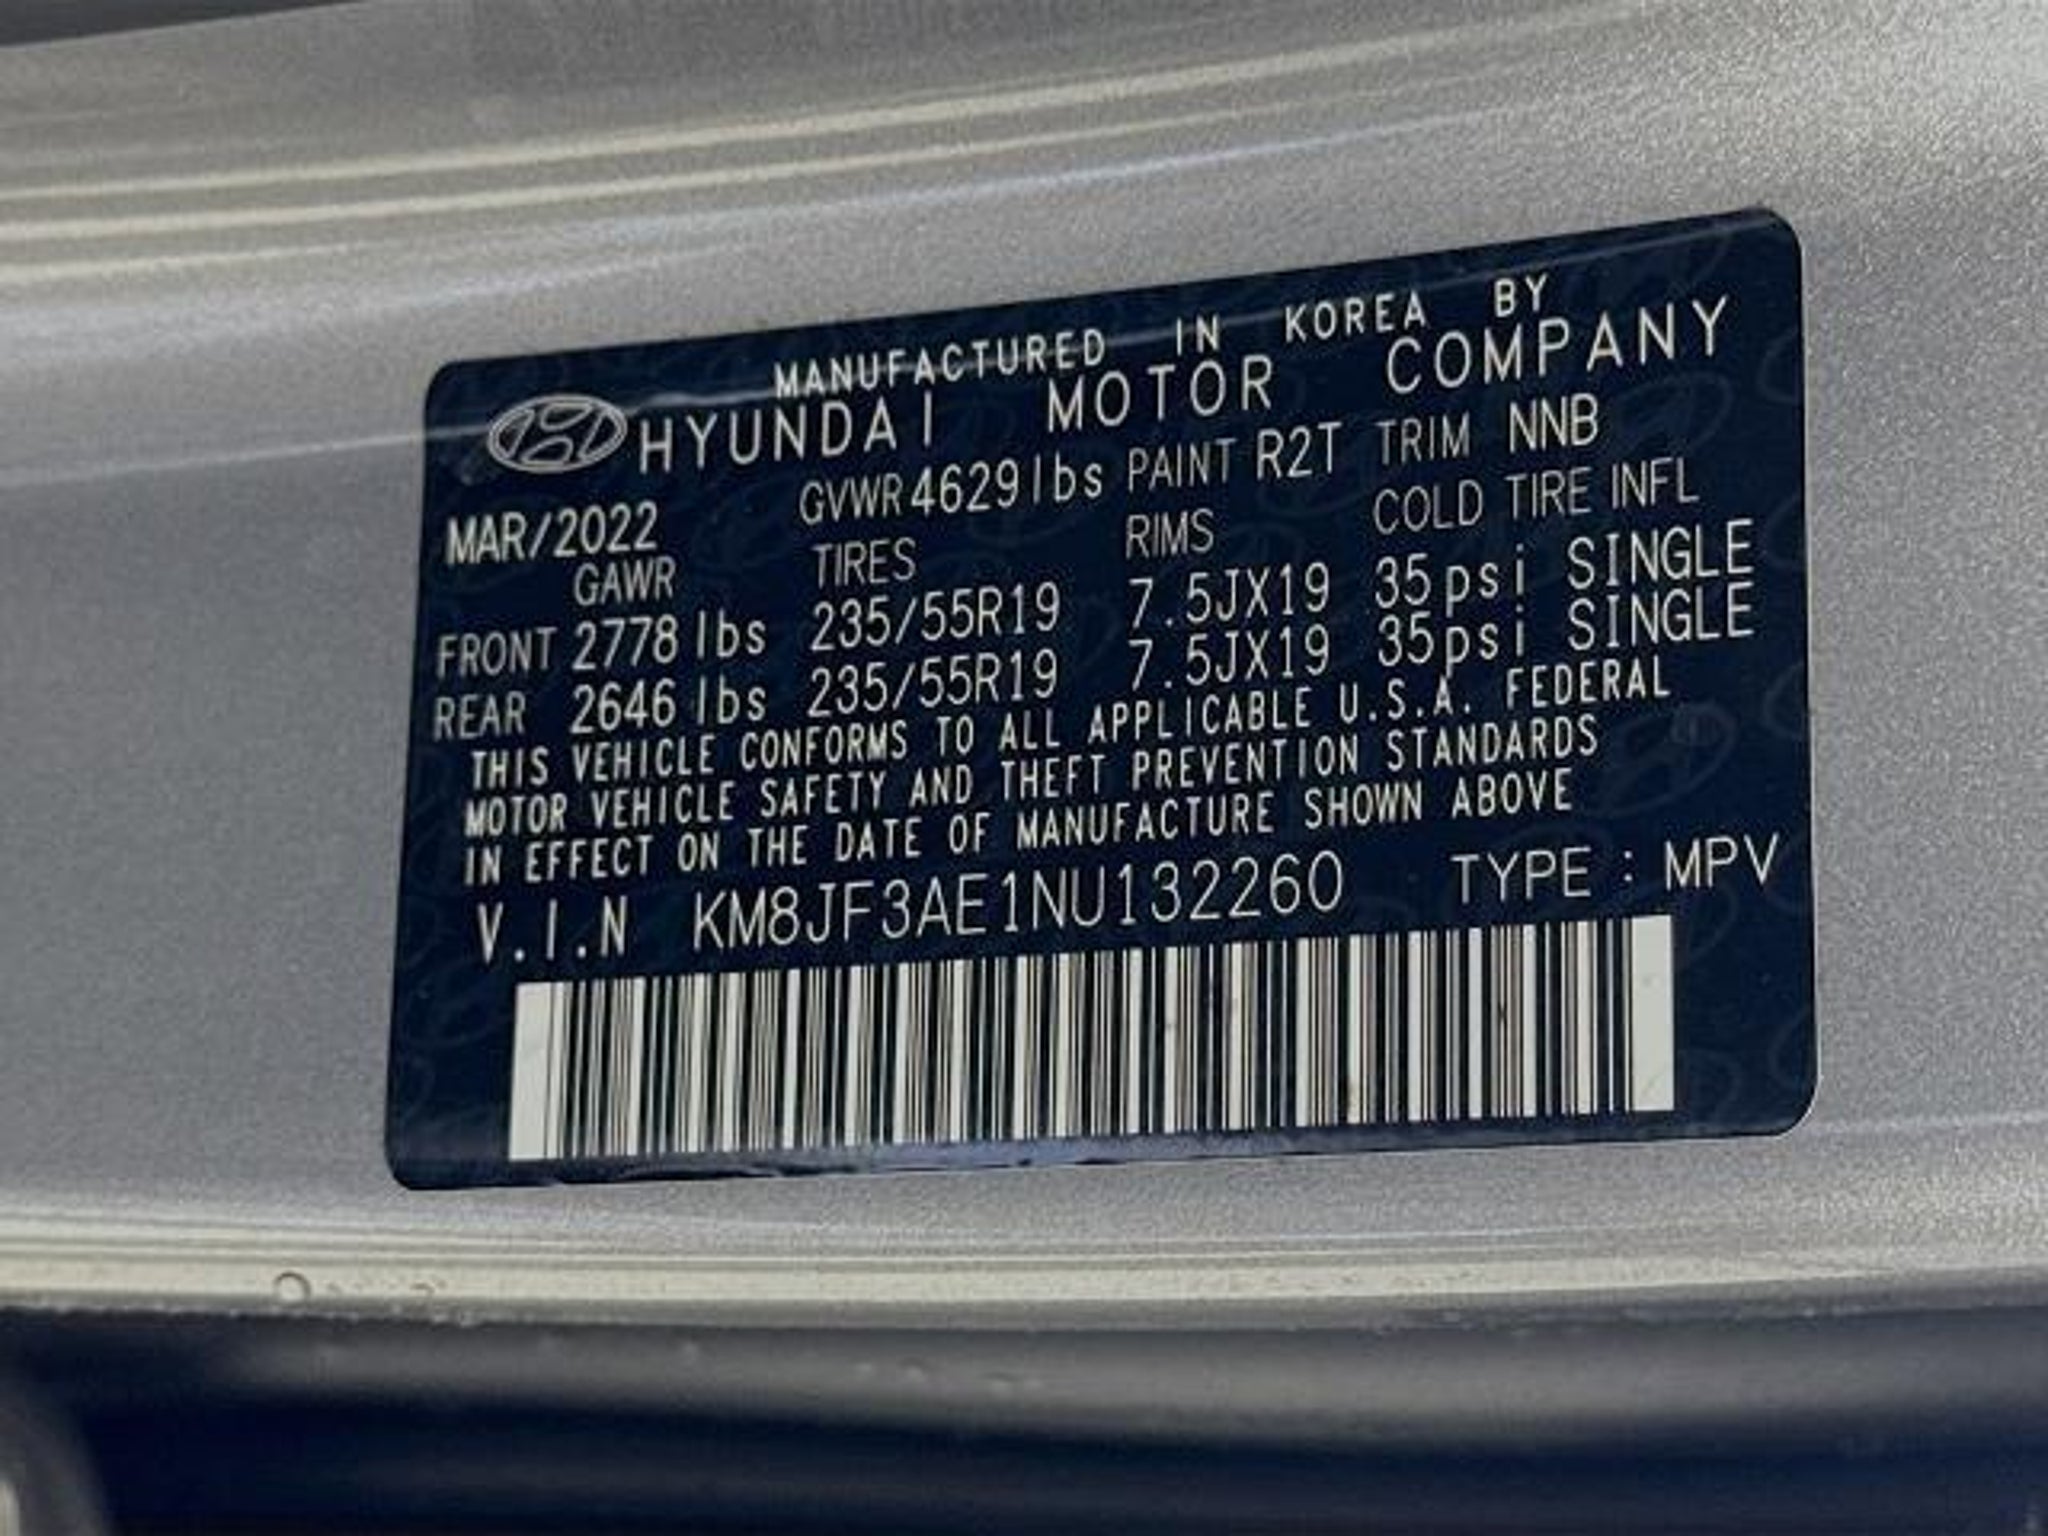 MANUFACTURED IN KOREA BY
HYUNDAI MOTOR COMPANY
MAR/2022 GVWR 4629lbs PAINT R2T TRIM NNB
GAWR TIRES RIMS COLD TIRE INFL
FRONT 2778 lbs 235/55R19 7.5JX19 35psi SINGLE
REAR 2646 lbs 235/55R19 7.5JX19 35psi SINGLE
THIS VEHICLE CONFORMS TO ALL APPLICABLE U.S.A. FEDERAL
MOTOR VEHICLE SAFETY AND THEFT PREVENTION STANDARDS
IN EFFECT ON THE DATE OF MANUFACTURE SHOWN ABOVE
V.I.N KM8JF3AE1NU132260 TYPE : MPV